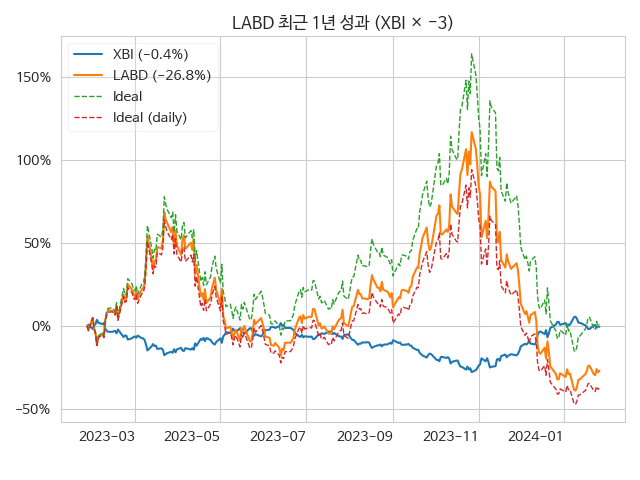 LABD 최근 1년 성과 (XBI × −3)
XBI (−0.4%)
LABD (−26.8%)
Ideal
Ideal (daily)
150%
100%
50%
0%
−50%
2023−03
2023−05
2023−07
2023−09
2023−11
2024−01